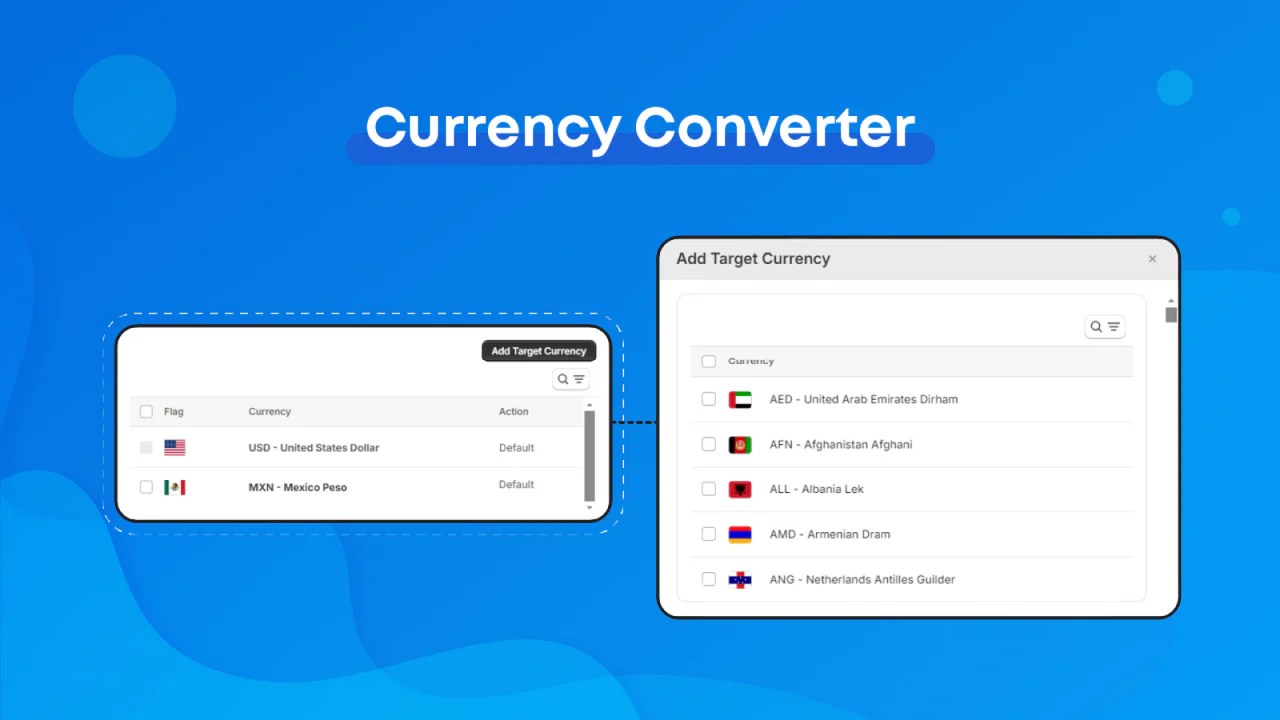 Currency Converter
Add Target Currency
Flag Currency Action
USD - United States Dollar Default
MXN - Mexico Peso Default
Add Target Currency
Currency
AED - United Arab Emirates Dirham
AFN - Afghanistan Afghani
ALL - Albania Lek
AMD - Armenian Dram
ANG - Netherlands Antilles Guilder